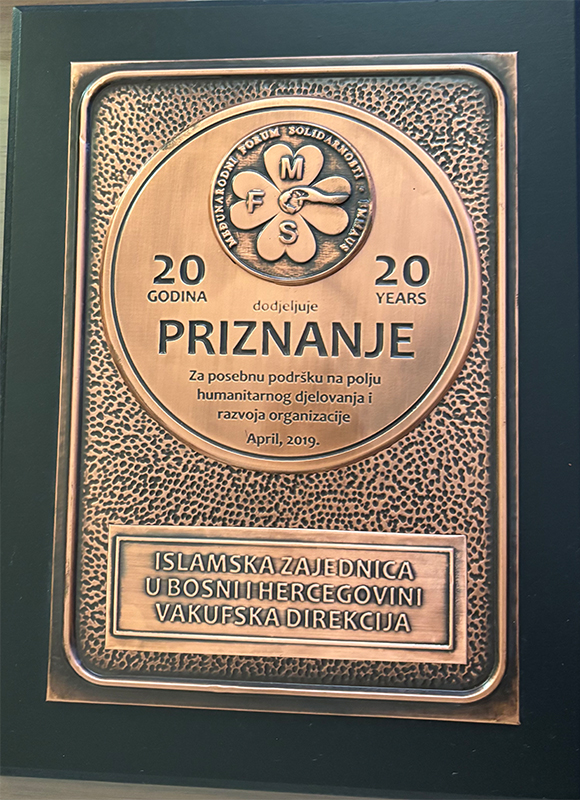 MEĐUNARODNI FORUM SOLIDARNOSTI • EMMAUS
M
F
S
20
GODINA
20
YEARS
dodjeljuje
PRIZNANJE
Za posebnu podršku na polju
humanitarnog djelovanja i
razvoja organizacije
April, 2019.
ISLAMSKA ZAJEDNICA
U BOSNI I HERCEGOVINI
VAKUFSKA DIREKCIJA